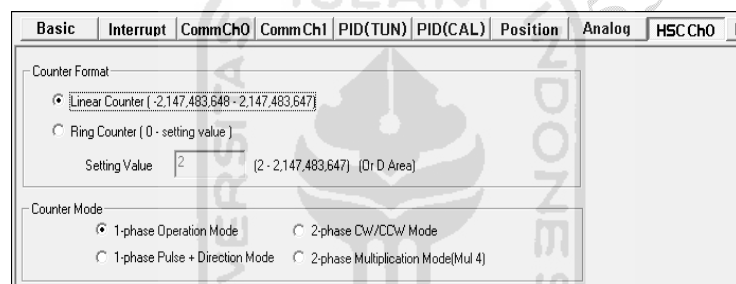 Basic Interrupt CommCh0 CommCh1 PID(TUN) PID(CAL) Position Analog HSC Ch0
Counter Format
Linear Counter ( -2,147,483,648 - 2,147,483,647)
Ring Counter ( 0 - setting value )
Setting Value 2 (2 - 2,147,483,647) (Or D Area)
Counter Mode
1-phase Operation Mode 2-phase CW/CCW Mode
1-phase Pulse + Direction Mode 2-phase Multiplication Mode(Mul 4)